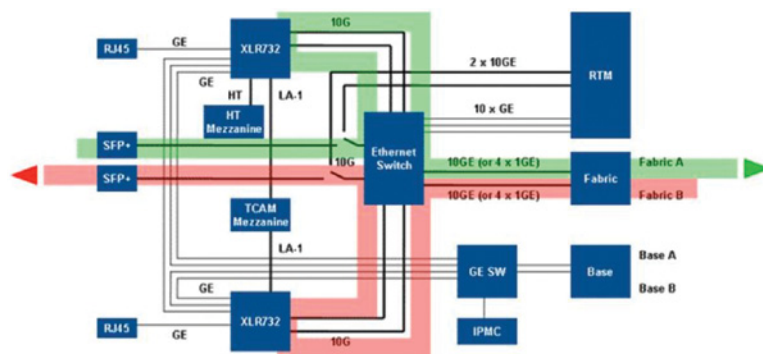 10G
RJ45
GE
XLR732
GE
HT
LA-1
HT
Mezzanine
2 x 10GE
RTM
10 x GE
SFP+
10G
Ethernet
Switch
10GE (or 4 x 1GE)
Fabric A
SFP+
10GE (or 4 x 1GE)
Fabric
Fabric B
TCAM
Mezzanine
LA-1
GE SW
Base
Base A
Base B
GE
XLR732
RJ45
GE
10G
IPMC